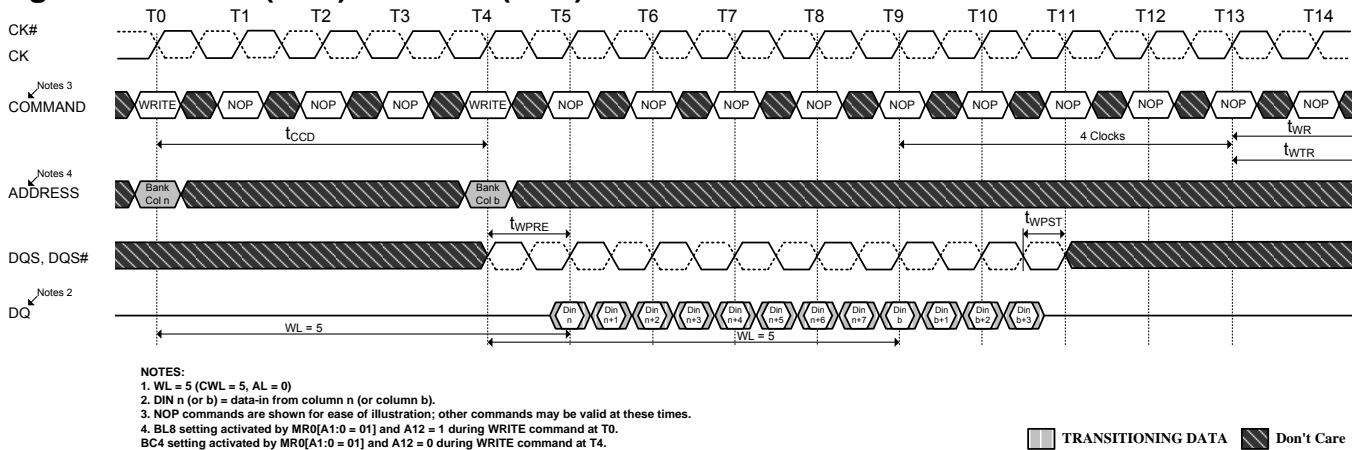 T0 T1 T2 T3 T4 T5 T6 T7 T8 T9 T10 T11 T12 T13 T14
CK#
CK
Notes 3
COMMAND
WRITE NOP NOP NOP WRITE NOP NOP NOP NOP NOP NOP NOP NOP NOP NOP
tCCD
4 Clocks
tWR
tWTR
Notes 4
ADDRESS
Bank Col n
Bank Col b
tWPRE
tWPST
DQS, DQS#
Notes 2
DQ
Din n
Din n+1
Din n+2
Din n+3
Din n+4
Din n+5
Din n+6
Din n+7
Din b
Din b+1
Din b+2
Din b+3
WL = 5
WL = 5
NOTES:
1. WL = 5 (CWL = 5, AL = 0)
2. DIN n (or b) = data-in from column n (or column b).
3. NOP commands are shown for ease of illustration; other commands may be valid at these times.
4. BL8 setting activated by MR0[A1:0 = 01] and A12 = 1 during WRITE command at T0.
BC4 setting activated by MR0[A1:0 = 01] and A12 = 0 during WRITE command at T4.
TRANSITIONING DATA
Don't Care